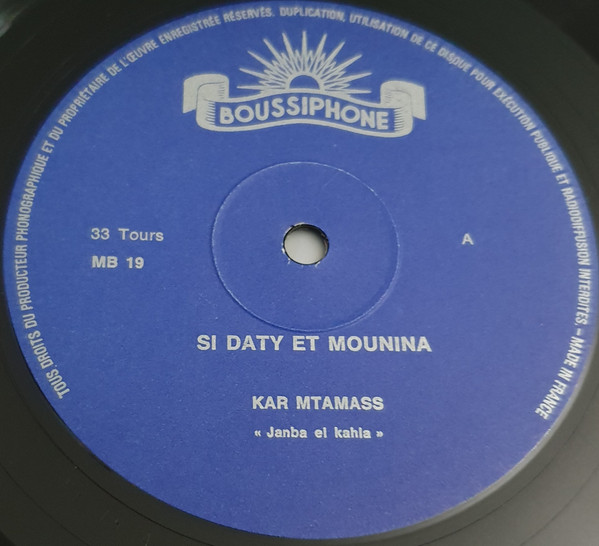 TOUS DROITS DU PRODUCTEUR PHONOGRAPHIQUE ET DU PROPRIÉTAIRE DE L'ŒUVRE ENREGISTRÉE RÉSERVÉS. DUPLICATION, UTILISATION DE CE DISQUE POUR EXÉCUTION PUBLIQUE ET RADIODIFFUSION INTERDITES. – MADE IN FRANCE
BOUSSIPHONE
33 Tours
MB 19
A
SI DATY ET MOUNINA
KAR MTAMASS
« Janba el kahla »